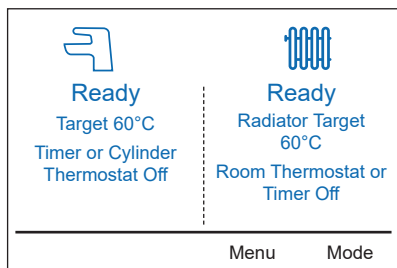 Ready
Target 60°C
Timer or Cylinder
Thermostat Off
Ready
Radiator Target
60°C
Room Thermostat or
Timer Off
Menu
Mode